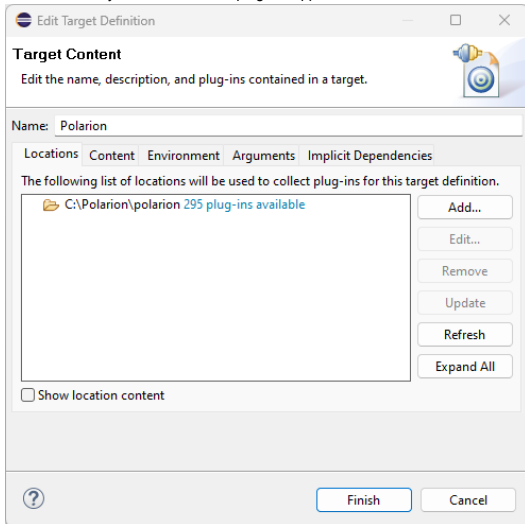 Edit Target Definition
Target Content
Edit the name, description, and plug-ins contained in a target.
Name: Polarion
Locations Content Environment Arguments Implicit Dependencies
The following list of locations will be used to collect plug-ins for this target definition.
C:\Polarion\polarion 295 plug-ins available
Add...
Edit...
Remove
Update
Refresh
Expand All
Show location content
?
Finish Cancel